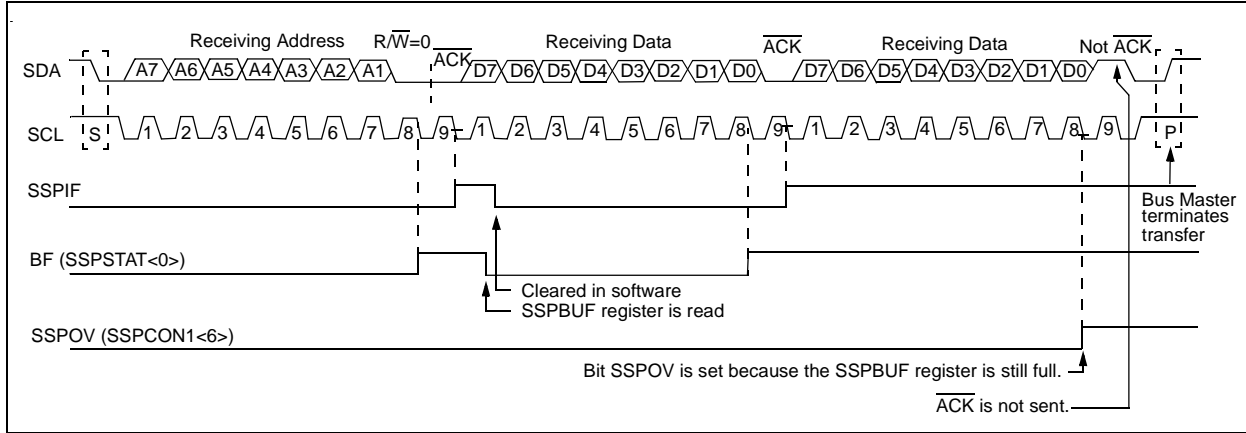 Receiving Address R/W=0 ACK Receiving Data ACK Receiving Data Not ACK
SDA A7 A6 A5 A4 A3 A2 A1 D7 D6 D5 D4 D3 D2 D1 D0 D7 D6 D5 D4 D3 D2 D1 D0
SCL S 1 2 3 4 5 6 7 8 9 1 2 3 4 5 6 7 8 9 1 2 3 4 5 6 7 8 9 P
SSPIF
Bus Master
terminates
transfer
BF (SSPSTAT<0>)
Cleared in software
SSPBUF register is read
SSPOV (SSPCON1<6>)
Bit SSPOV is set because the SSPBUF register is still full.
ACK is not sent.